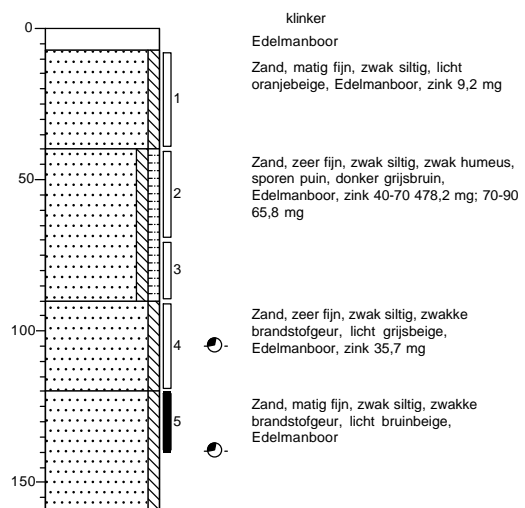 0
klinker
Edelmanboor
Zand, matig fijn, zwak siltig, licht
oranjebeige, Edelmanboor, zink 9,2 mg
1
50
Zand, zeer fijn, zwak siltig, zwak humeus,
sporen puin, donker grijsbruin,
Edelmanboor, zink 40-70 478,2 mg; 70-90
65,8 mg
2
3
100
Zand, zeer fijn, zwak siltig, zwakke
brandstofgeur, licht grijsbeige,
Edelmanboor, zink 35,7 mg
4
Zand, matig fijn, zwak siltig, zwakke
brandstofgeur, licht bruinbeige,
Edelmanboor
5
150